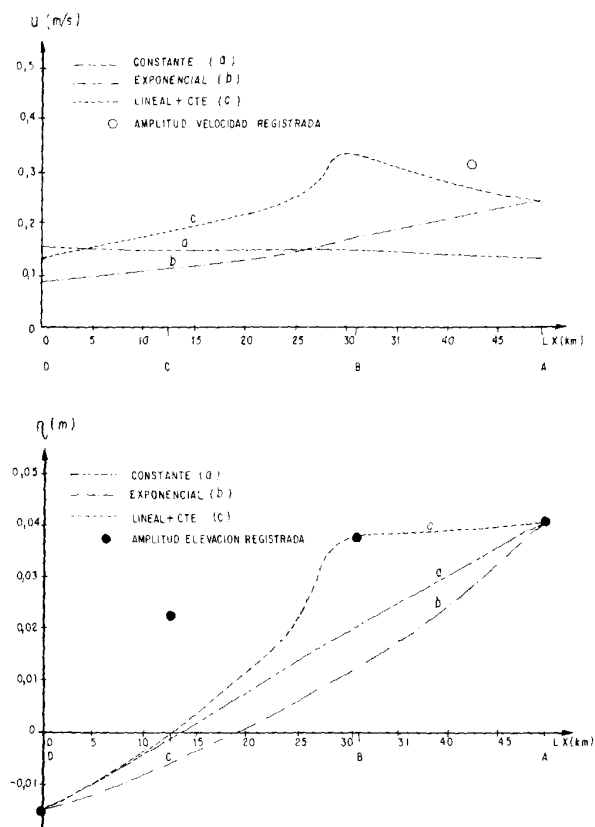 U (m/s)
0,5
CONSTANTE (a)
EXPONENCIAL (b)
0,4
LINEAL + CTE (c)
AMPLITUD VELOCIDAD REGISTRADA
0,3
c
0,2
a
b
0,1
0
0 5 10 15 20 25 30 31 40 45 L X(km)
D C B A
η(m)
0,05
CONSTANTE (a)
EXPONENCIAL (b)
0,04
LINEAL + CTE (c)
c
AMPLITUD ELEVACION REGISTRADA
a
0,03
b
0,02
0,01
0
0 5 10 15 20 25 30 31 40 45 L X(km)
D C B A
-0,01